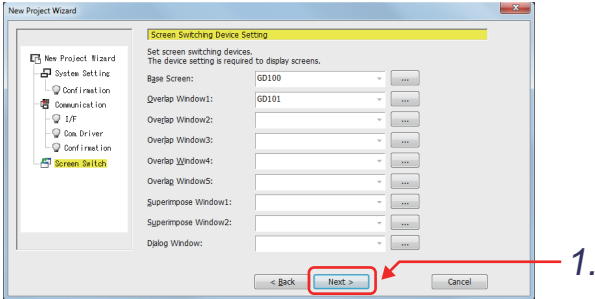 New Project Wizard
Screen Switching Device Setting
Set screen switching devices.
The device setting is required to display screens.
New Project Wizard
System Setting
Confirmation
Communication
I/F
Com. Driver
Confirmation
Screen Switch
Base Screen: GD100 ...
Overlap Window1: GD101 ...
Overlap Window2: ...
Overlap Window3: ...
Overlap Window4: ...
Overlap Window5: ...
Superimpose Window1: ...
Superimpose Window2: ...
Dialog Window: ...
< Back Next > Cancel
1.